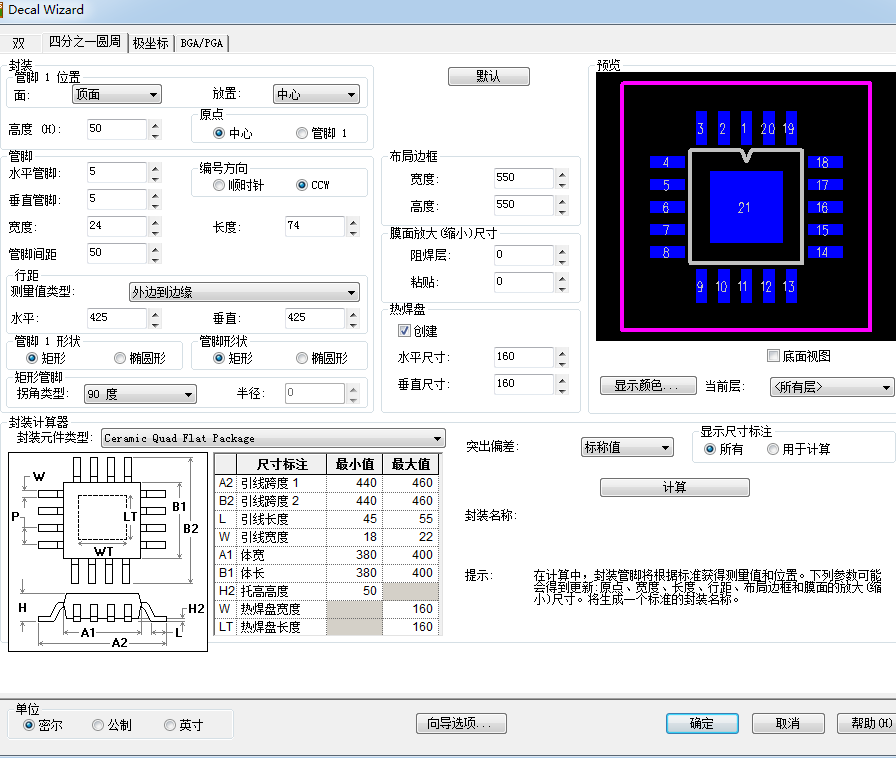 Decal Wizard
双 四分之一圆周 极坐标 BGA/PGA
封装
管脚 1 位置
面: 顶面 放置: 中心
高度 (H): 50
原点
中心 管脚 1
管脚
水平管脚: 5
垂直管脚: 5
宽度: 24 长度: 74
管脚间距 50
编号方向
顺时针 CCW
行距
测量值类型: 外边到边缘
水平: 425 垂直: 425
管脚 1 形状
矩形 椭圆形
管脚形状
矩形 椭圆形
矩形管脚
拐角类型: 90 度 半径: 0
默认
布局边框
宽度: 550
高度: 550
膜面放大(缩小)尺寸
阻焊层: 0
粘贴: 0
热焊盘
创建
水平尺寸: 160
垂直尺寸: 160
预览
3 2 1 20 19
4 18
5 17
6 21 16
7 15
8 14
9 10 11 12 13
底面视图
显示颜色... 当前层: <所有层>
封装计算器
封装元件类型: Ceramic Quad Flat Package
W
P
LT
WT
B1
B2
H
H2
A1
L
A2
尺寸标注 最小值 最大值
A2 引线跨度 1 440 460
B2 引线跨度 2 440 460
L 引线长度 45 55
W 引线宽度 18 22
A1 体宽 380 400
B1 体长 380 400
H2 托高高度 50
W 热焊盘宽度 160
LT 热焊盘长度 160
突出偏差: 标称值
显示尺寸标注
所有 用于计算
计算
封装名称:
提示: 在计算中，封装管脚将根据标准获得测量值和位置。下列参数可能
会得到更新:原点、宽度、长度、行距、布局边框和膜面的放大(缩
小)尺寸。将生成一个标准的封装名称。
单位
密尔 公制 英寸
向导选项... 确定 取消 帮助(H)